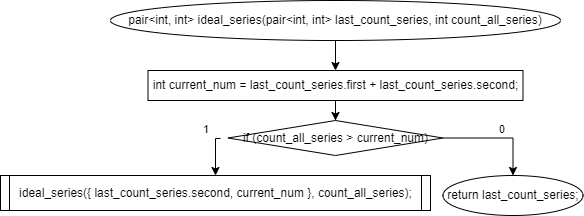 pair<int, int> ideal_series(pair<int, int> last_count_series, int count_all_series)
int current_num = last_count_series.first + last_count_series.second;
if (count_all_series > current_num)
1
0
ideal_series({ last_count_series.second, current_num }, count_all_series);
return last_count_series;